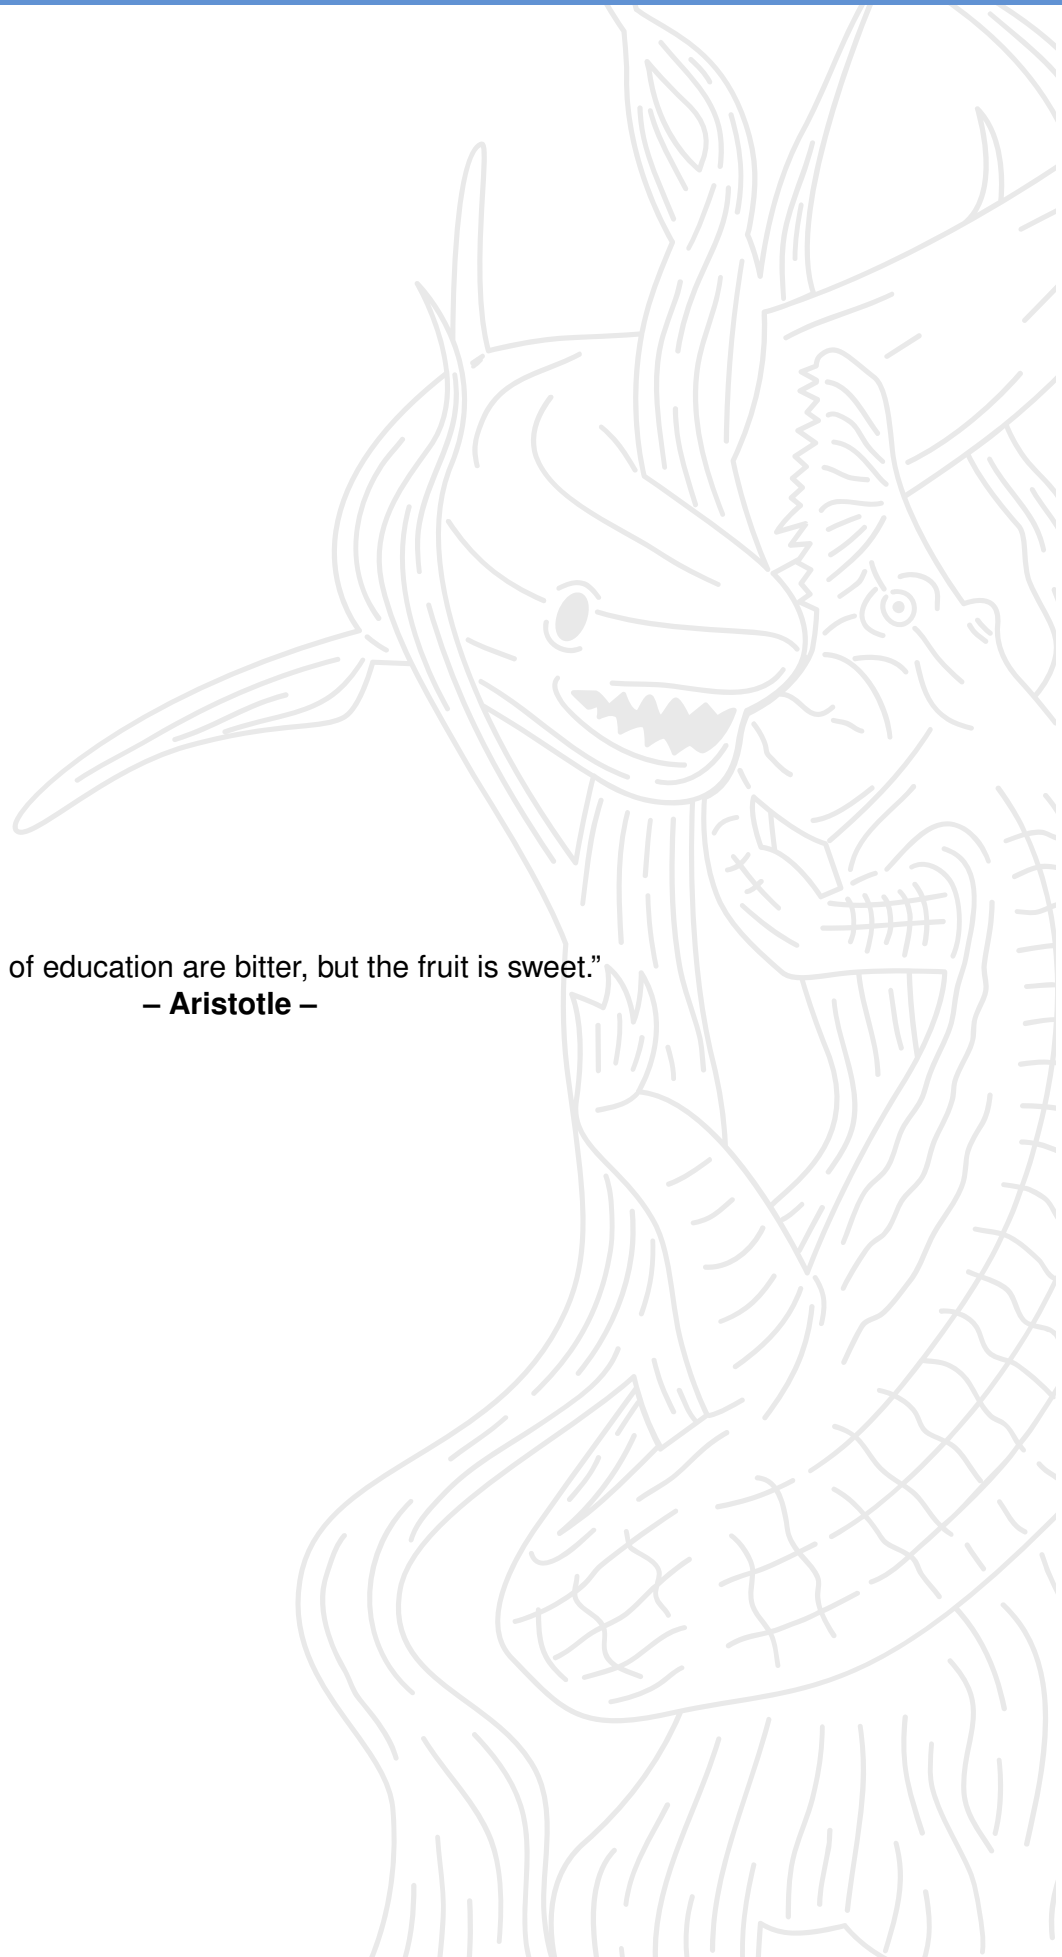 of education are bitter, but the fruit is sweet.”
– Aristotle –